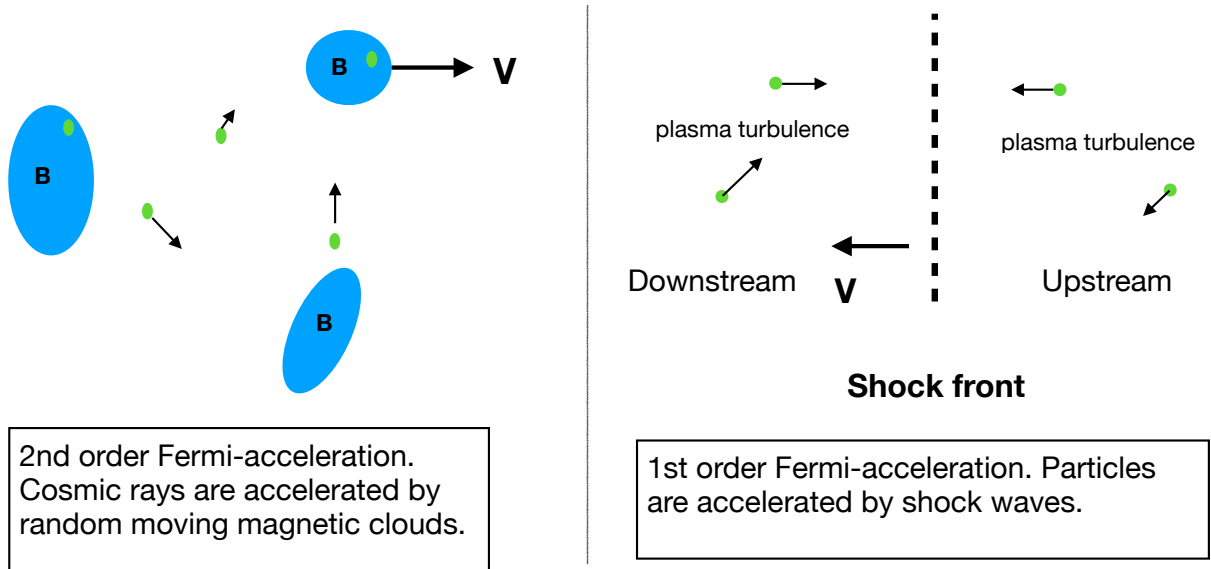 B
V
B
B
2nd order Fermi-acceleration.
Cosmic rays are accelerated by
random moving magnetic clouds.
plasma turbulence
plasma turbulence
Downstream
V
Upstream
Shock front
1st order Fermi-acceleration. Particles
are accelerated by shock waves.